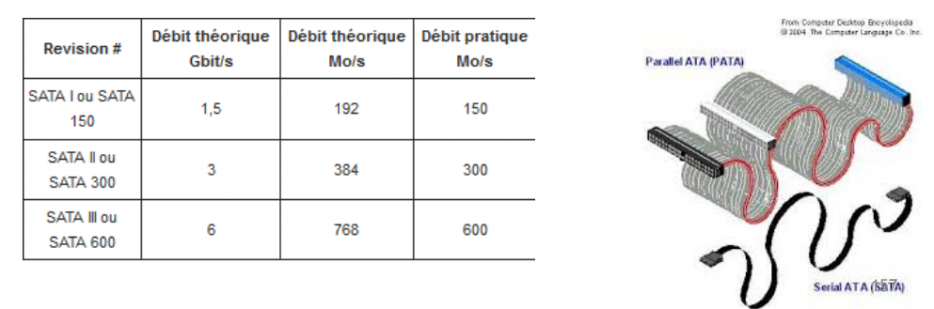 Revision #
Débit théorique
Gbit/s
Débit théorique
Mo/s
Débit pratique
Mo/s
SATA I ou SATA
150
1,5
192
150
SATA II ou
SATA 300
3
384
300
SATA III ou
SATA 600
6
768
600
From Computer Desktop Encyclopedia
© 2004 The Computer Language Co. Inc.
Parallel ATA (PATA)
Serial ATA (SATA)
157